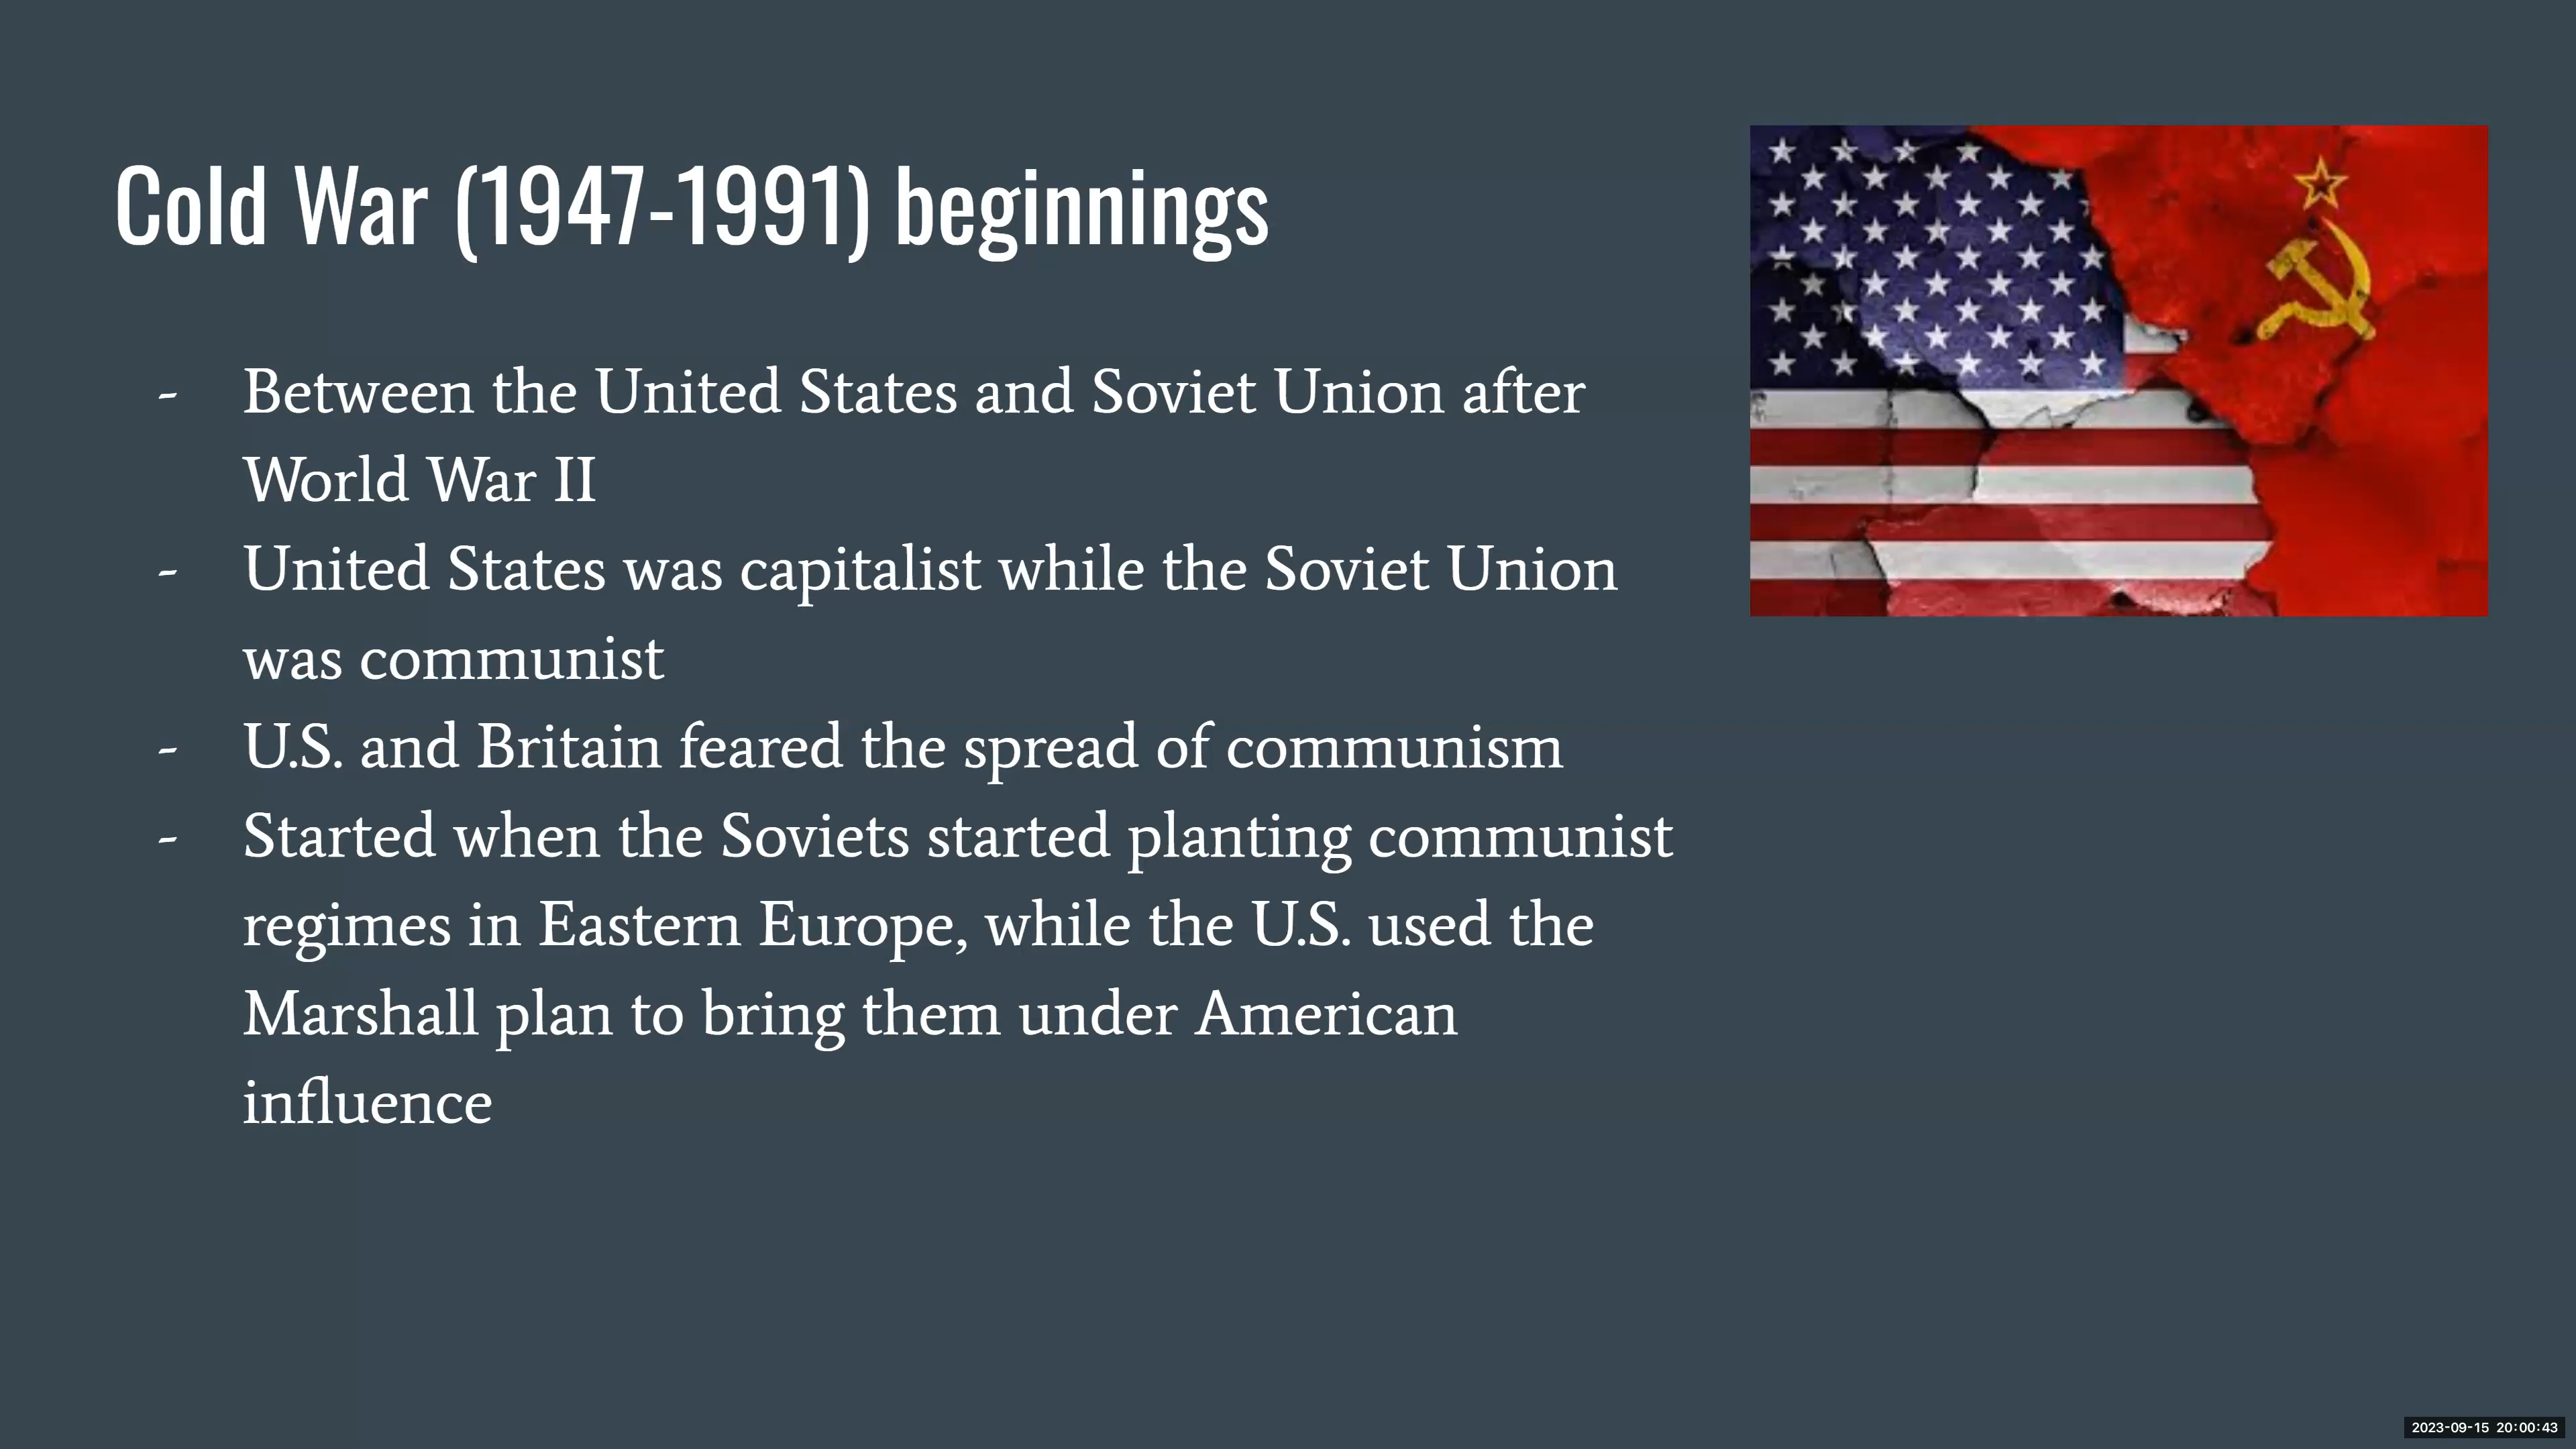 Cold War (1947-1991) beginnings
- Between the United States and Soviet Union after
World War II
- United States was capitalist while the Soviet Union
was communist
- U.S. and Britain feared the spread of communism
- Started when the Soviets started planting communist
regimes in Eastern Europe, while the U.S. used the
Marshall plan to bring them under American
influence
2023-09-15 20:00:43